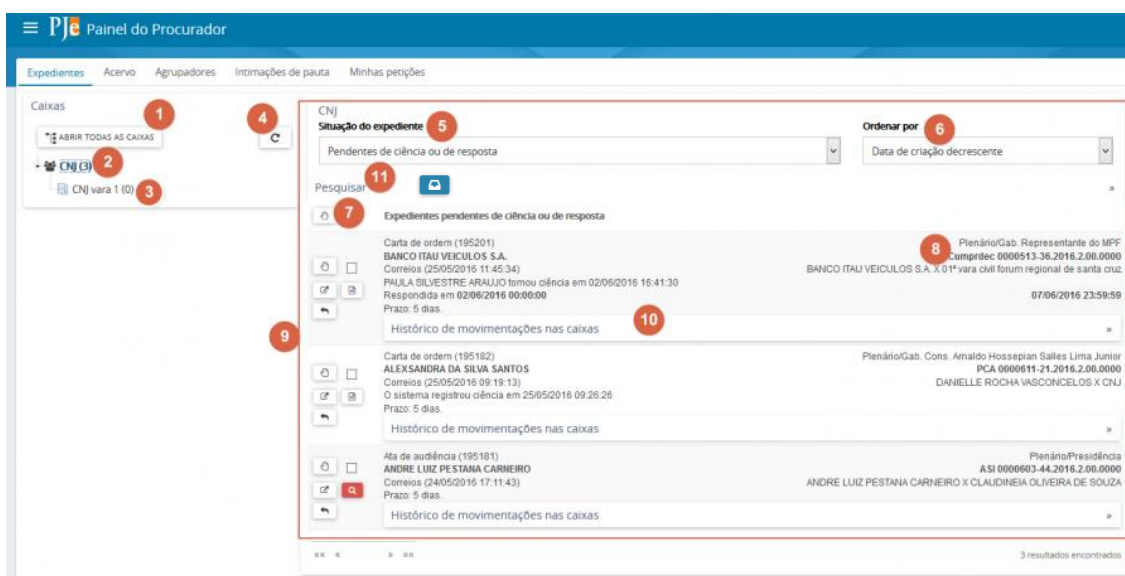 PJe Painel do Procurador
Expedientes Acervo Agrupadores Intimações de pauta Minhas petições
Caixas
1
ABRIR TODAS AS CAIXAS
4
CNJ (3) 2
CNJ vara 1 (0) 3
CNJ
Situação do expediente 5
Ordenar por 6
Pendentes de ciência ou de resposta
Data de criação decrescente
Pesquisar 11
»
7 Expedientes pendentes de ciência ou de resposta
Carta de ordem (195201)
BANCO ITAU VEICULOS S.A.
Correios (25/05/2016 11:45:34)
PAULA SILVESTRE ARAUJO tomou ciência em 02/06/2016 16:41:30
Respondida em 02/06/2016 00:00:00
Prazo: 5 dias.
8 Plenário/Gab. Representante do MPF
Cumprdec 0000513-36.2016.2.00.0000
BANCO ITAU VEICULOS S.A. X 01ª vara civil forum regional de santa cruz
07/06/2016 23:59:59
10
Histórico de movimentações nas caixas »
9
Carta de ordem (195182)
ALEXSANDRA DA SILVA SANTOS
Correios (25/05/2016 09:19:13)
O sistema registrou ciência em 25/05/2016 09:26:26
Prazo: 5 dias.
Plenário/Gab. Cons. Arnaldo Hossepian Salles Lima Junior
PCA 0000611-21.2016.2.00.0000
DANIELLE ROCHA VASCONCELOS X CNJ
Histórico de movimentações nas caixas »
Ata de audiência (195181)
ANDRE LUIZ PESTANA CARNEIRO
Correios (24/05/2016 17:11:43)
Prazo: 5 dias.
Plenário/Presidência
ASI 0000603-44.2016.2.00.0000
ANDRE LUIZ PESTANA CARNEIRO X CLAUDINEIA OLIVEIRA DE SOUZA
Histórico de movimentações nas caixas »
«« « » »»
3 resultados encontrados